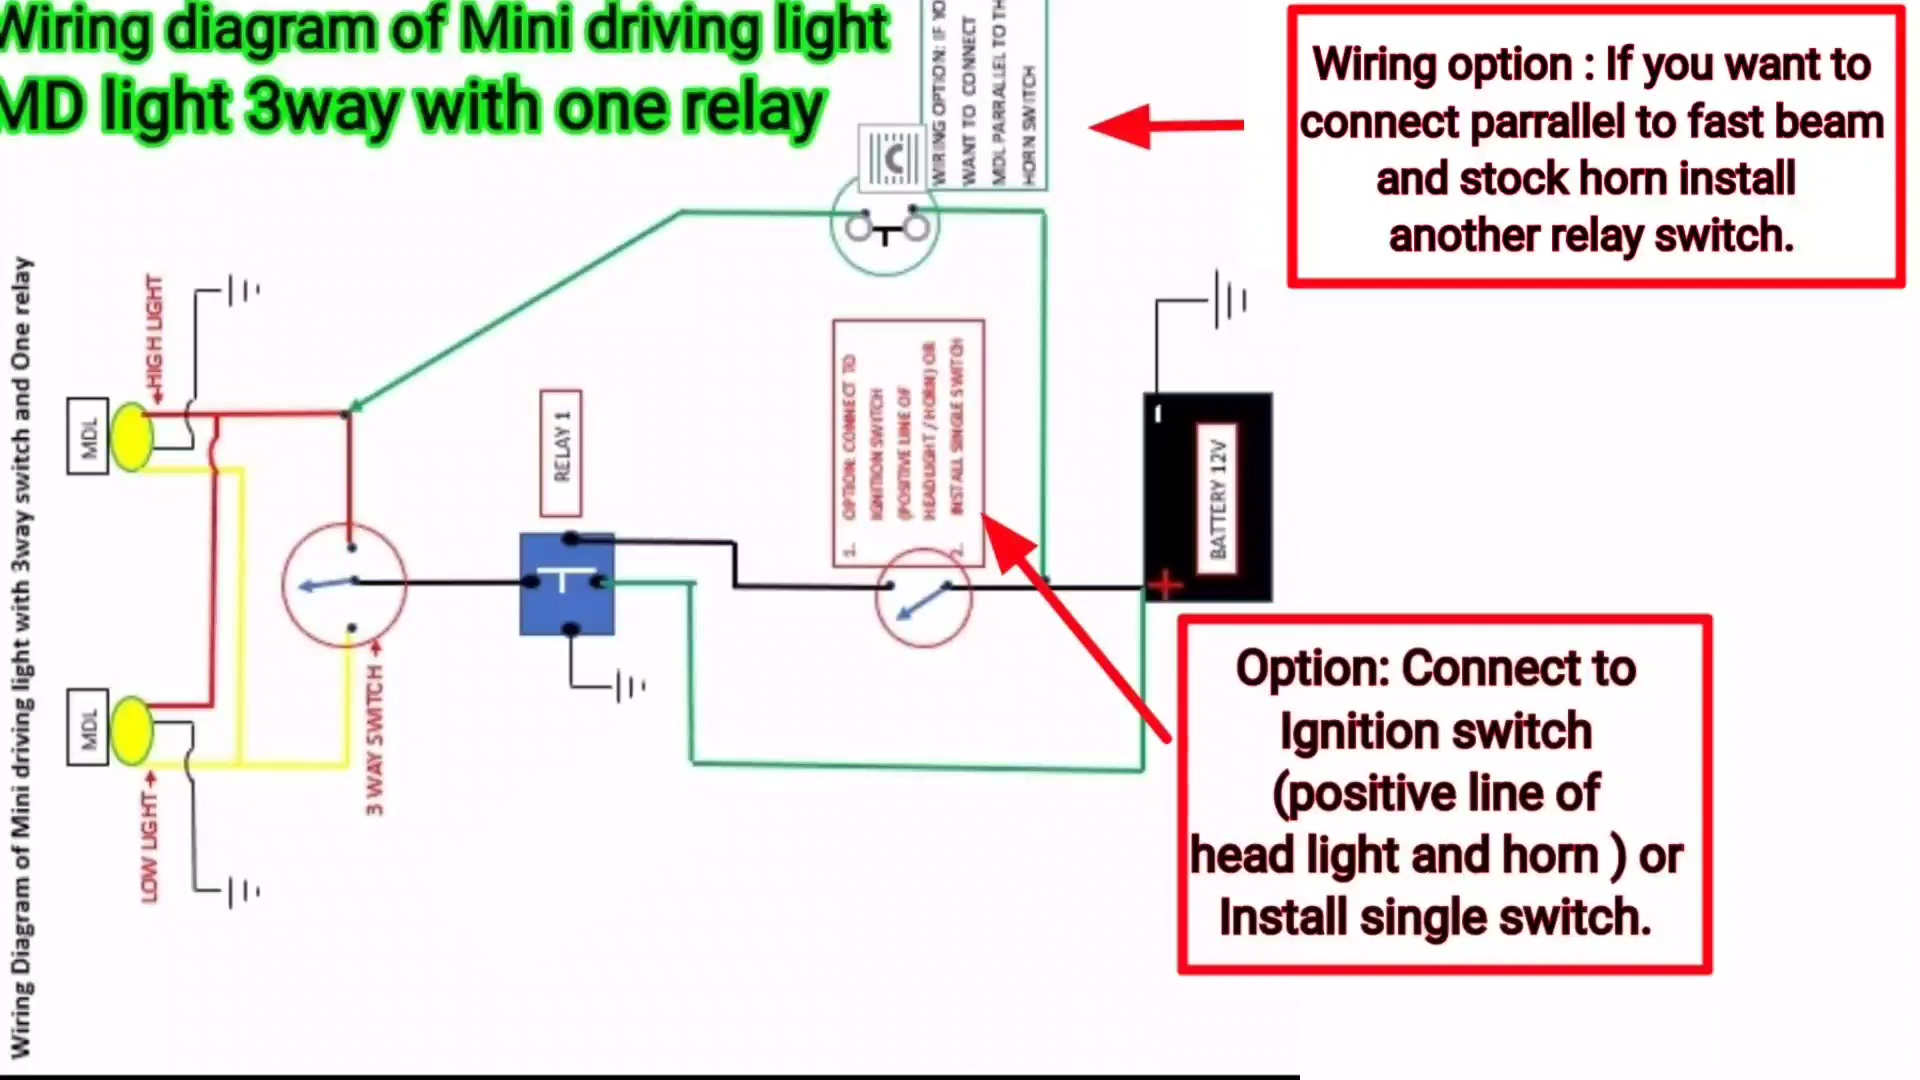 Wiring diagram of Mini driving light
MD light 3way with one relay
Wiring option : If you want to
connect parrallel to fast beam
and stock horn install
another relay switch.
WIRING OPTION: IF YO
WANT TO CONNECT
MDL PARRALLEL TO TH
HORN SWITCH
Wiring Diagram of Mini driving light with 3way switch and One relay
HIGH LIGHT
MDL
MDL
LOW LIGHT
3 WAY SWITCH
RELAY 1
1. OPTION: CONNECT TO
IGNITION SWITCH
(POSITIVE LINE OF
HEADLIGHT / HORN) OR
2. INSTALL SINGLE SWITCH
-
BATTERY 12V
+
Option: Connect to
Ignition switch
(positive line of
head light and horn ) or
Install single switch.